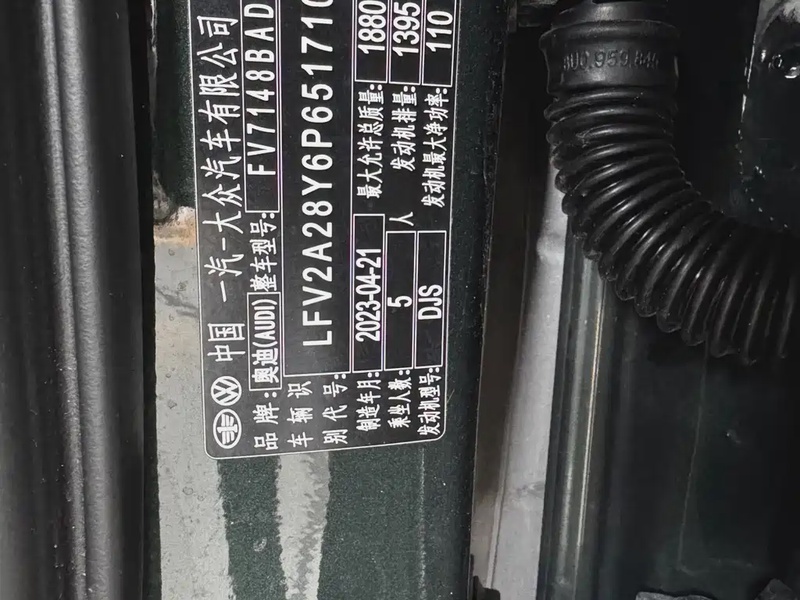 中国 一汽-大众汽车有限公司
品牌: 奥迪(AUDI) 整车型号: FV7148BAD
车辆识别代号: LFV2A28Y6P651710
制造年月: 2023-04-21 最大允许总质量: 1880
乘坐人数: 5 人 发动机排量: 1395
发动机型号: DJS 发动机最大净功率: 110